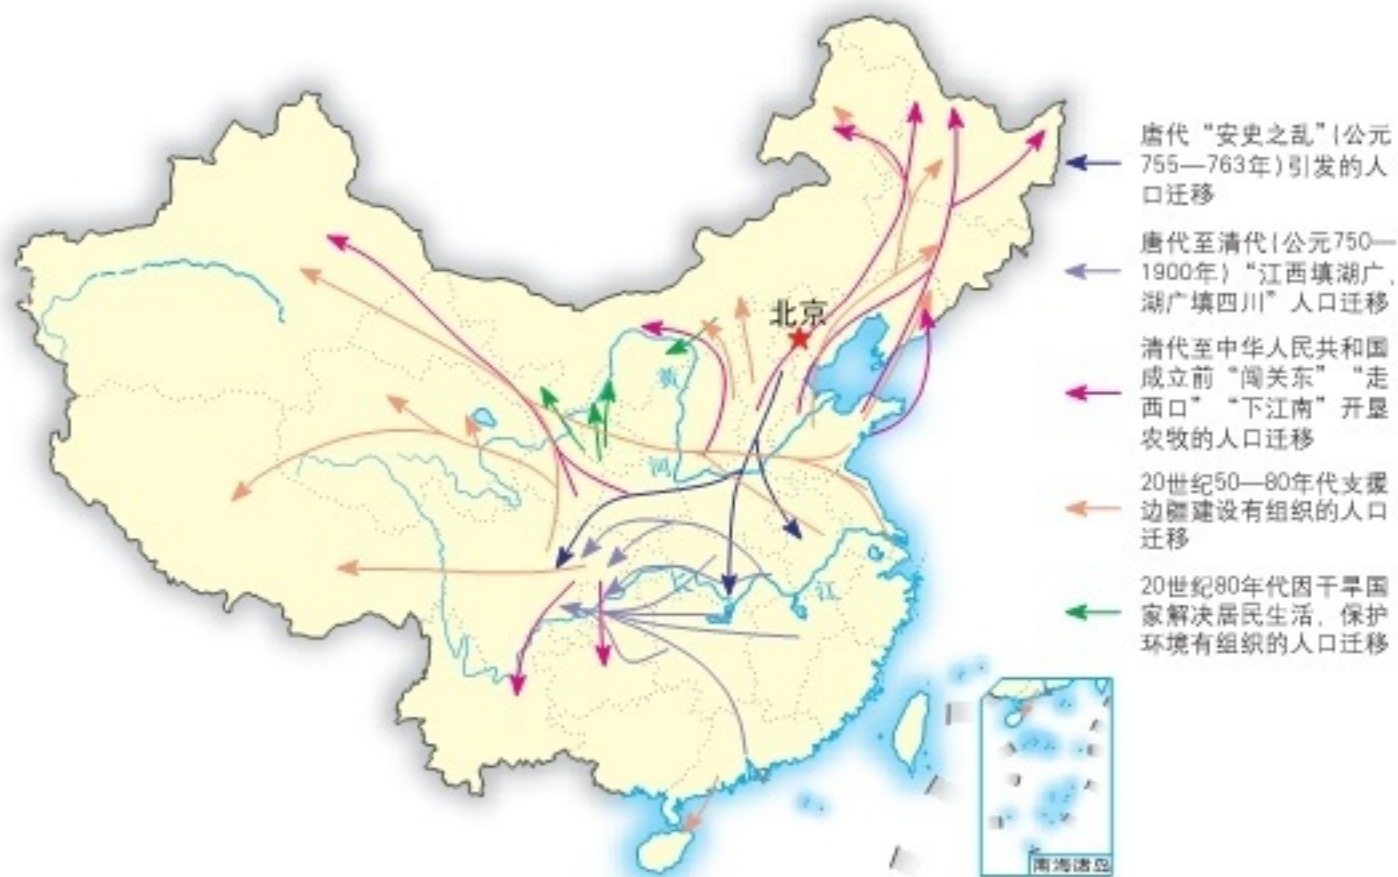 北京
黄
河
长
江
唐代“安史之乱”(公元
755—763年)引发的人
口迁移
唐代至清代(公元750—
1900年)“江西填湖广,
湖广填四川”人口迁移
清代至中华人民共和国
成立前“闯关东”“走
西口”“下江南”开垦
农牧的人口迁移
20世纪50—80年代支援
边疆建设有组织的人口
迁移
20世纪80年代因干旱国
家解决居民生活、保护
环境有组织的人口迁移
南海诸岛